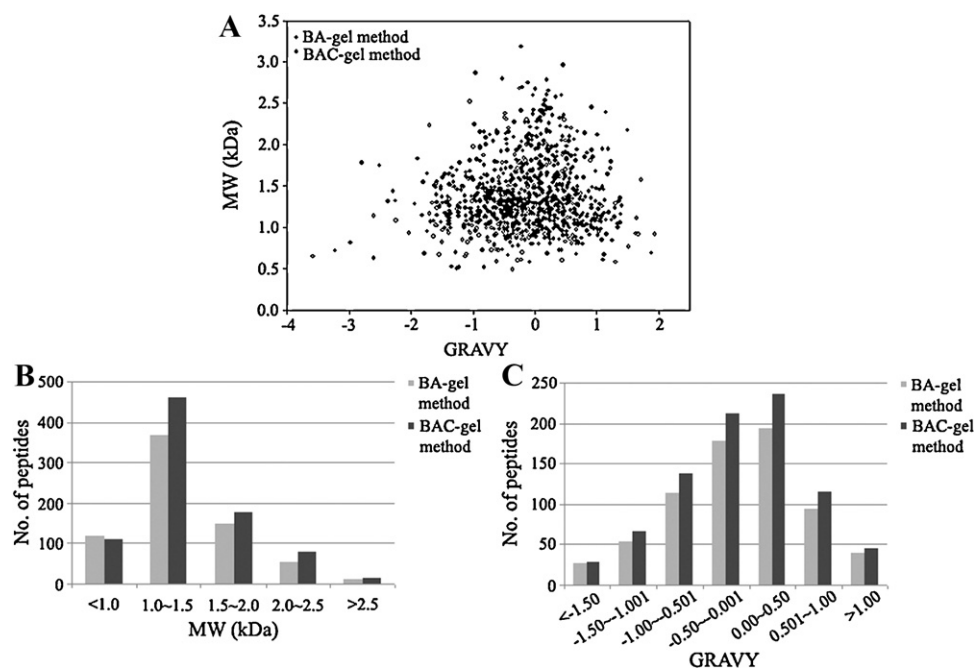 A
BA-gel method
BAC-gel method
3.5
3.0
2.5
2.0
1.5
1.0
0.5
0.0
MW (kDa)
-4 -3 -2 -1 0 1 2
GRAVY
B
500
400
300
200
100
0
No. of peptides
<1.0 1.0~1.5 1.5~2.0 2.0~2.5 >2.5
MW (kDa)
BA-gel
method
BAC-gel
method
C
250
200
150
100
50
0
No. of peptides
<-1.50 -1.50~-1.001 -1.00~-0.501 -0.50~-0.001 0.00~0.50 0.501~1.00 >1.00
GRAVY
BA-gel
method
BAC-gel
method